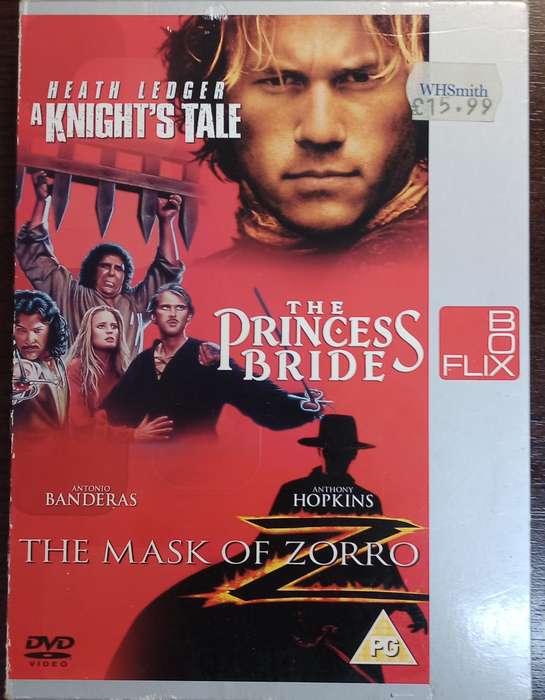 HEATH LEDGER
A KNIGHT'S TALE
WHSmith
£15.99
THE
PRINCESS
BRIDE
BO
FLIX
ANTONIO
BANDERAS
ANTHONY
HOPKINS
THE MASK OF ZORRO
Z
DVD
VIDEO
PG